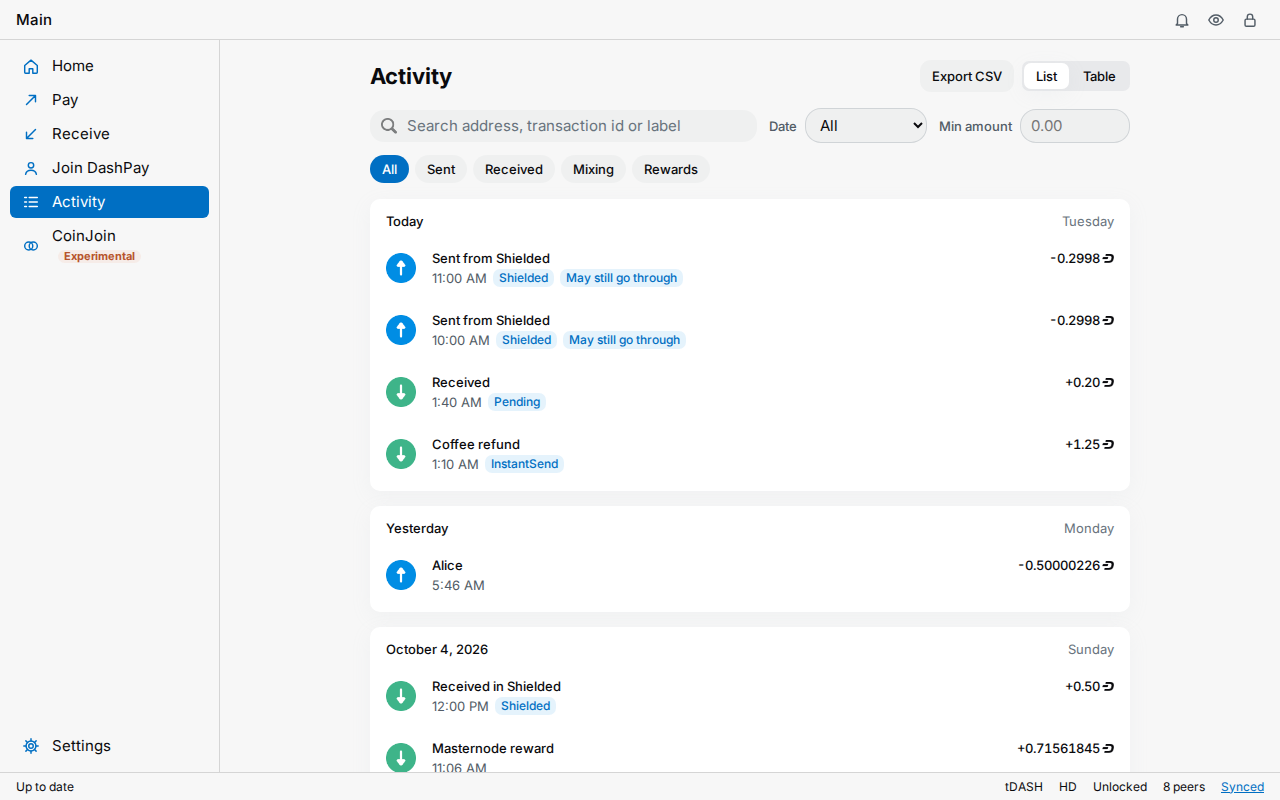 Main
Home
Pay
Receive
Join DashPay
Activity
CoinJoin
Experimental
Settings
Activity
Export CSV
List
Table
Search address, transaction id or label
Date
All
Min amount
0.00
All
Sent
Received
Mixing
Rewards
Today
Tuesday
Sent from Shielded
-0.2998
11:00 AM
Shielded
May still go through
Sent from Shielded
-0.2998
10:00 AM
Shielded
May still go through
Received
+0.20
1:40 AM
Pending
Coffee refund
+1.25
1:10 AM
InstantSend
Yesterday
Monday
Alice
-0.50000226
5:46 AM
October 4, 2026
Sunday
Received in Shielded
+0.50
12:00 PM
Shielded
Masternode reward
+0.71561845
11:06 AM
Up to date
tDASH
HD
Unlocked
8 peers
Synced